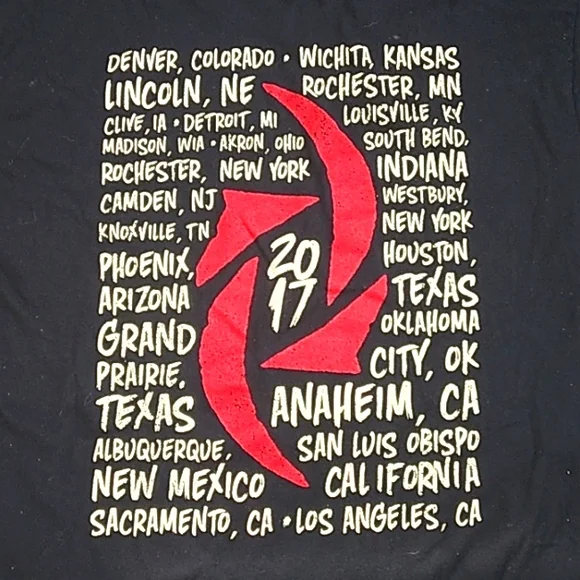 DENVER, COLORADO • WICHITA, KANSAS
LINCOLN, NE ROCHESTER, MN
CLIVE, IA • DETROIT, MI LOUISVILLE, KY
MADISON, WIA • AKRON, OHIO SOUTH BEND,
ROCHESTER, NEW YORK INDIANA
CAMDEN, NJ WESTBURY,
KNOXVILLE, TN NEW YORK
PHOENIX, 20 HOUSTON,
ARIZONA 17 TEXAS
GRAND OKLAHOMA
PRAIRIE, CITY, OK
TEXAS ANAHEIM, CA
ALBUQUERQUE, SAN LUIS OBISPO
NEW MEXICO CALIFORNIA
SACRAMENTO, CA • LOS ANGELES, CA